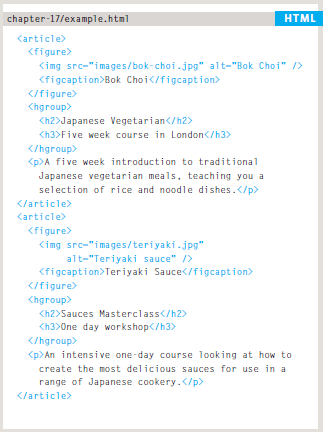 chapter-17/example.html HTML
<article>
<figure>
<img src="images/bok-choi.jpg" alt="Bok Choi" />
<figcaption>Bok Choi</figcaption>
</figure>
<hgroup>
<h2>Japanese Vegetarian</h2>
<h3>Five week course in London</h3>
</hgroup>
<p>A five week introduction to traditional
Japanese vegetarian meals, teaching you a
selection of rice and noodle dishes.</p>
</article>
<article>
<figure>
<img src="images/teriyaki.jpg"
alt="Teriyaki sauce" />
<figcaption>Teriyaki Sauce</figcaption>
</figure>
<hgroup>
<h2>Sauces Masterclass</h2>
<h3>One day workshop</h3>
</hgroup>
<p>An intensive one-day course looking at how to
create the most delicious sauces for use in a
range of Japanese cookery.</p>
</article>